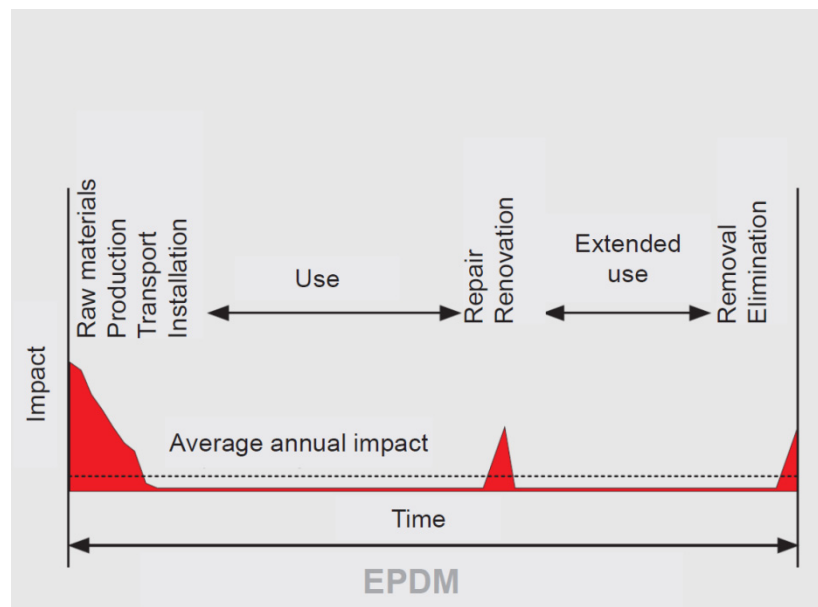 Raw materials
Production
Transport
Installation
Use
Repair
Renovation
Extended
use
Removal
Elimination
Impact
Average annual impact
Time
EPDM